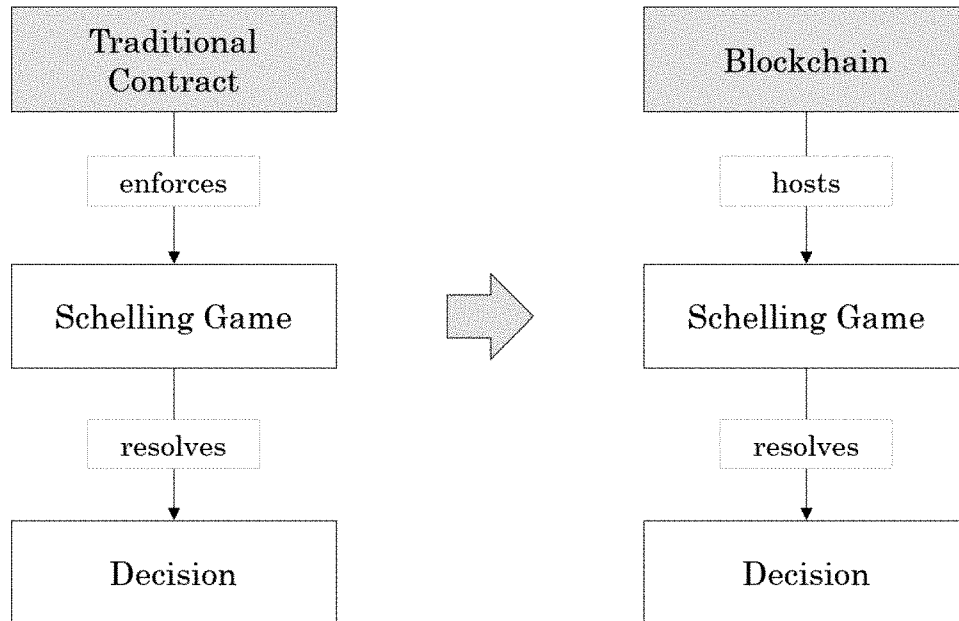 Traditional
Contract
enforces
Schelling Game
resolves
Decision
Blockchain
hosts
Schelling Game
resolves
Decision